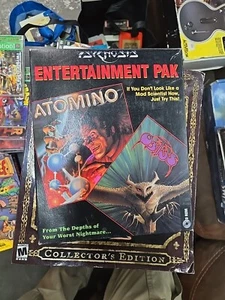 PSYGNOSIS
ENTERTAINMENT PAK
If You Don't Look Like a
Mad Scientist Now,
Just Try This!
ATOMINO
From The Depths of
Your Worst Nightmare...
M
COLLECTOR'S EDITION